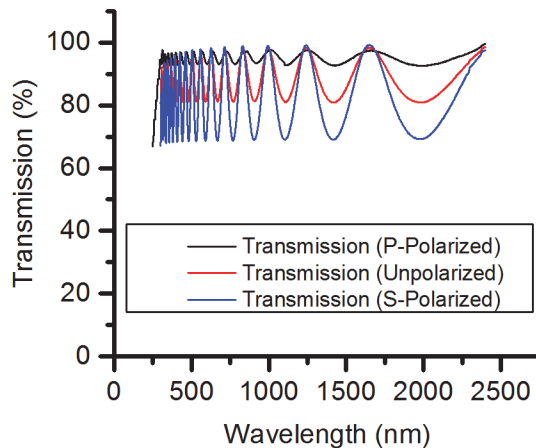 100
80
60
40
20
0
Transmission (%)
Transmission (P-Polarized)
Transmission (Unpolarized)
Transmission (S-Polarized)
0 500 1000 1500 2000 2500
Wavelength (nm)